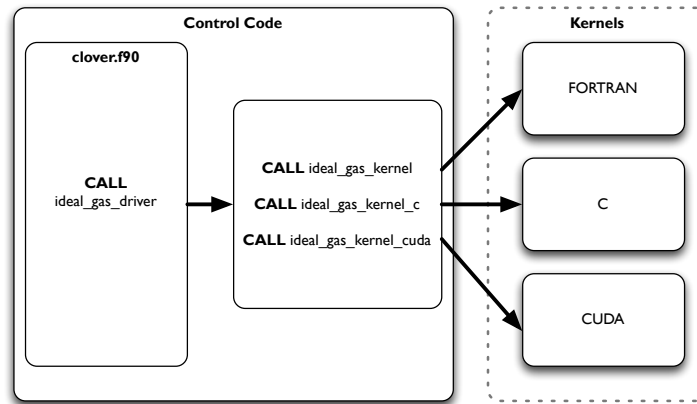 Control Code
clover.f90
CALL
ideal_gas_driver
CALL ideal_gas_kernel
CALL ideal_gas_kernel_c
CALL ideal_gas_kernel_cuda
Kernels
FORTRAN
C
CUDA